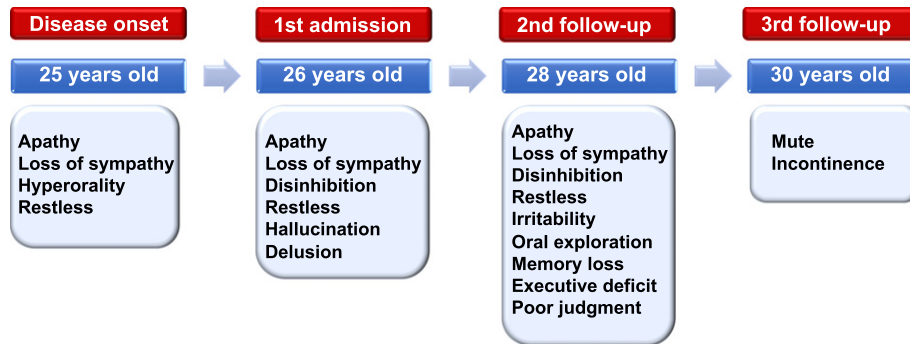 Disease onset
25 years old
Apathy
Loss of sympathy
Hyperorality
Restless
1st admission
26 years old
Apathy
Loss of sympathy
Disinhibition
Restless
Hallucination
Delusion
2nd follow-up
28 years old
Apathy
Loss of sympathy
Disinhibition
Restless
Irritability
Oral exploration
Memory loss
Executive deficit
Poor judgment
3rd follow-up
30 years old
Mute
Incontinence